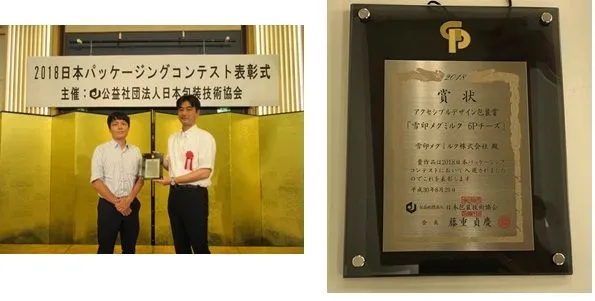 2018日本パッケージングコンテスト表彰式
主催：公益社団法人日本包装技術協会
GP
2018
賞状
アクセシブルデザイン包装賞
「雪印メグミルク 6Pチーズ」
雪印メグミルク株式会社 殿
貴作品は2018日本パッケージング
コンテストにおいて入選されました
のでこれを表彰します
平成30年8月29日
公益社団法人 日本包装技術協会
会長 藤重貞慶